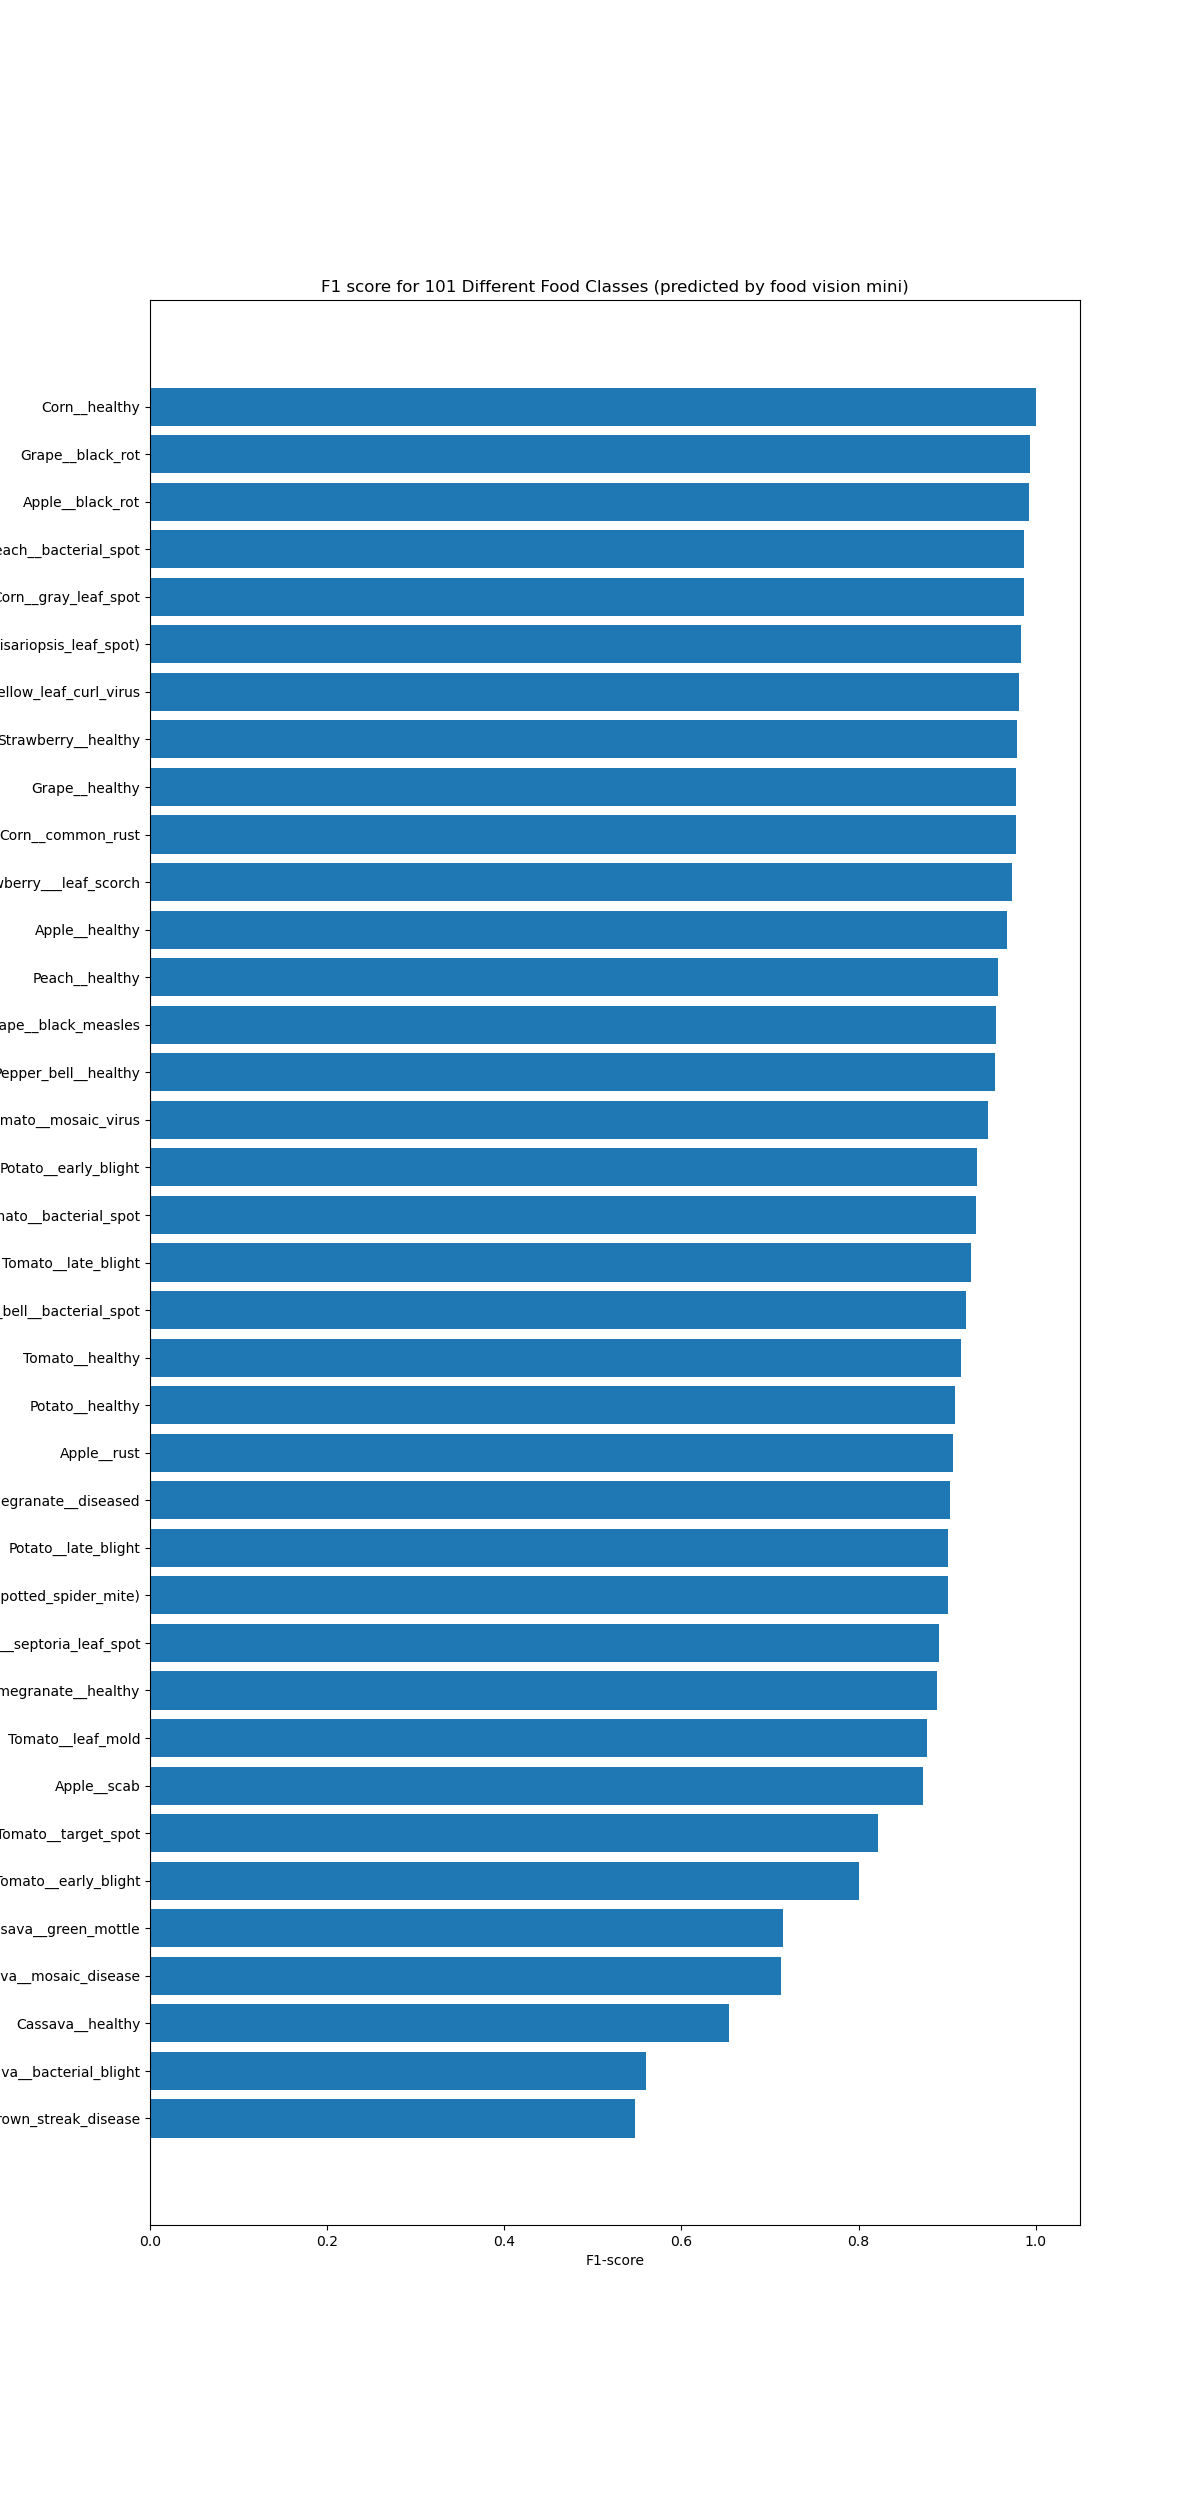 F1 score for 101 Different Food Classes (predicted by food vision mini)
Corn__healthy
Grape__black_rot
Apple__black_rot
each__bacterial_spot
Corn__gray_leaf_spot
isariopsis_leaf_spot)
ellow_leaf_curl_virus
Strawberry__healthy
Grape__healthy
Corn__common_rust
wberry___leaf_scorch
Apple__healthy
Peach__healthy
ape__black_measles
Pepper_bell__healthy
mato__mosaic_virus
Potato__early_blight
mato__bacterial_spot
Tomato__late_blight
_bell__bacterial_spot
Tomato__healthy
Potato__healthy
Apple__rust
egranate__diseased
Potato__late_blight
potted_spider_mite)
__septoria_leaf_spot
megranate__healthy
Tomato__leaf_mold
Apple__scab
Tomato__target_spot
Tomato__early_blight
sava__green_mottle
va__mosaic_disease
Cassava__healthy
va__bacterial_blight
rown_streak_disease
0.0 0.2 0.4 0.6 0.8 1.0
F1-score